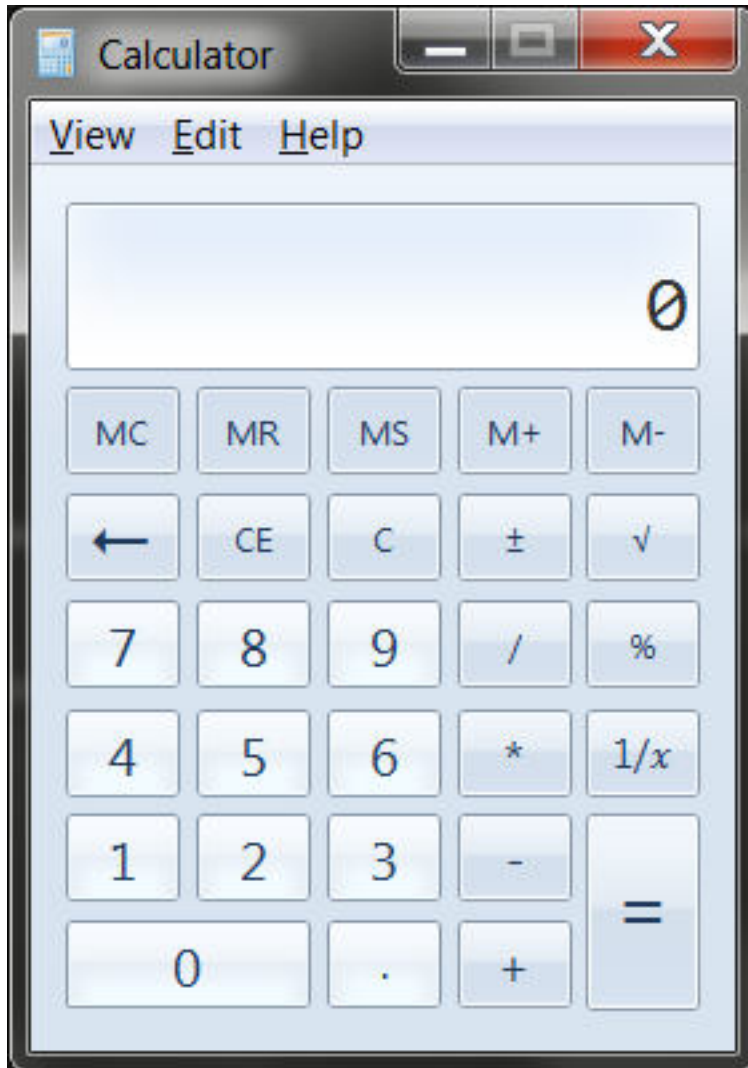 Calculator
View Edit Help
0
MC MR MS M+ M-
← CE C ± √
7 8 9 / %
4 5 6 * 1/x
1 2 3 - =
0 . +